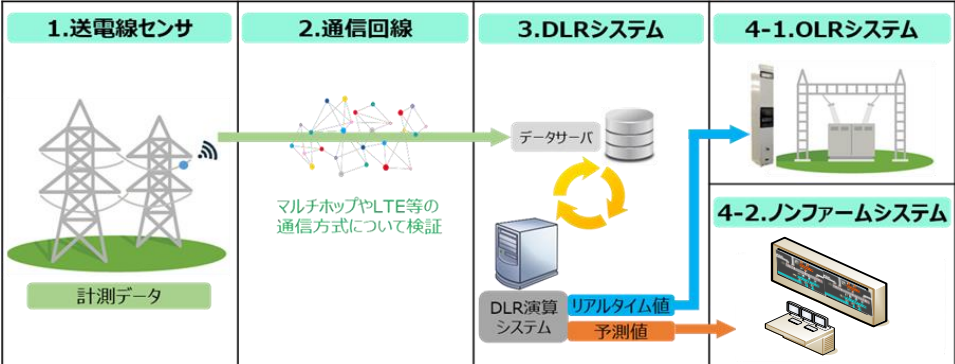 1.送電線センサ
計測データ
2.通信回線
マルチホップやLTE等の
通信方式について検証
3.DLRシステム
データサーバ
DLR演算
システム
リアルタイム値
予測値
4-1.OLRシステム
4-2.ノンファームシステム